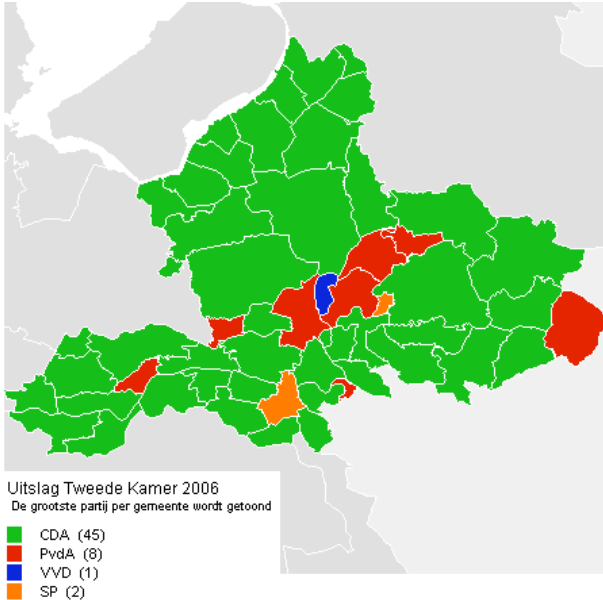 Uitslag Tweede Kamer 2006
De grootste partij per gemeente wordt getoond
CDA (45)
PvdA (8)
VVD (1)
SP (2)